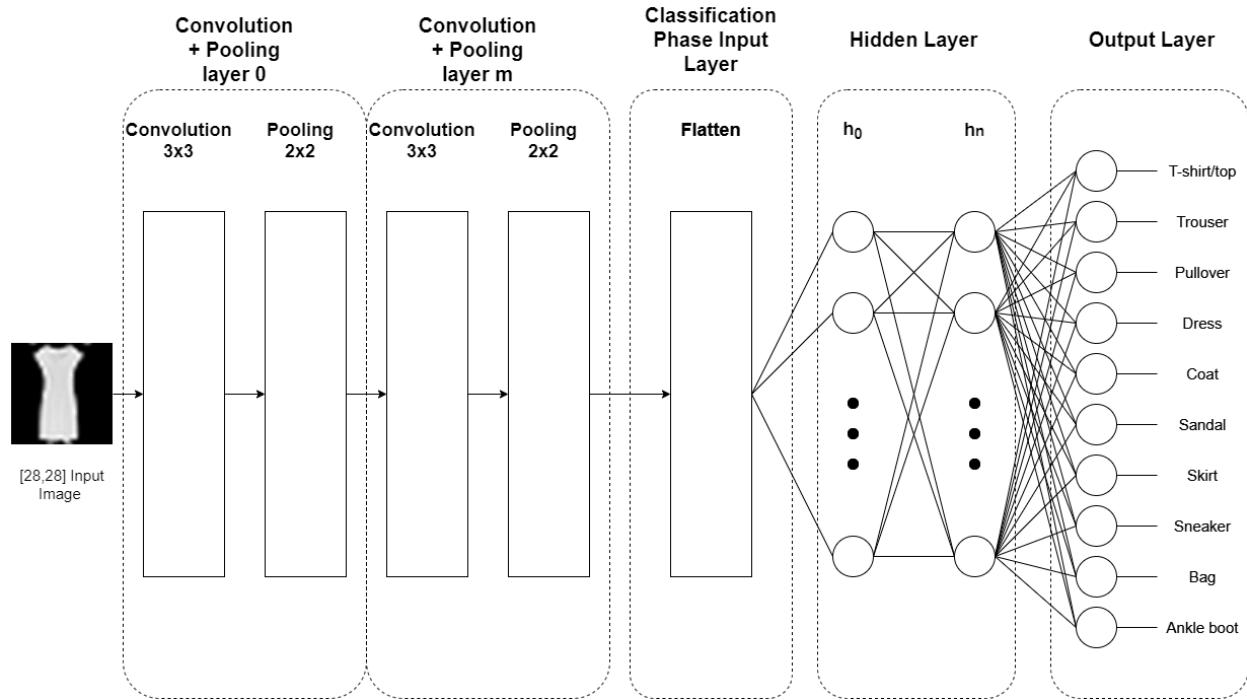 Convolution
+ Pooling
layer 0
Convolution
+ Pooling
layer m
Classification
Phase Input
Layer
Hidden Layer
Output Layer
Convolution
3x3
Pooling
2x2
Convolution
3x3
Pooling
2x2
Flatten
h0
hn
T-shirt/top
Trouser
Pullover
Dress
Coat
Sandal
Skirt
Sneaker
Bag
Ankle boot
[28,28] Input
Image